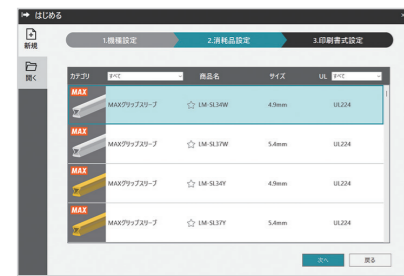 はじめる
新規
開く
1.機種設定
2.消耗品設定
3.印刷書式設定
カテゴリ すべて 商品名 サイズ UL すべて
MAX
MAXグリップスリーブ ☆ LM-SL34W 4.9mm UL224
MAX
MAXグリップスリーブ ☆ LM-SL37W 5.4mm UL224
MAX
MAXグリップスリーブ ☆ LM-SL34Y 4.9mm UL224
MAX
MAXグリップスリーブ ☆ LM-SL37Y 5.4mm UL224
次へ 戻る